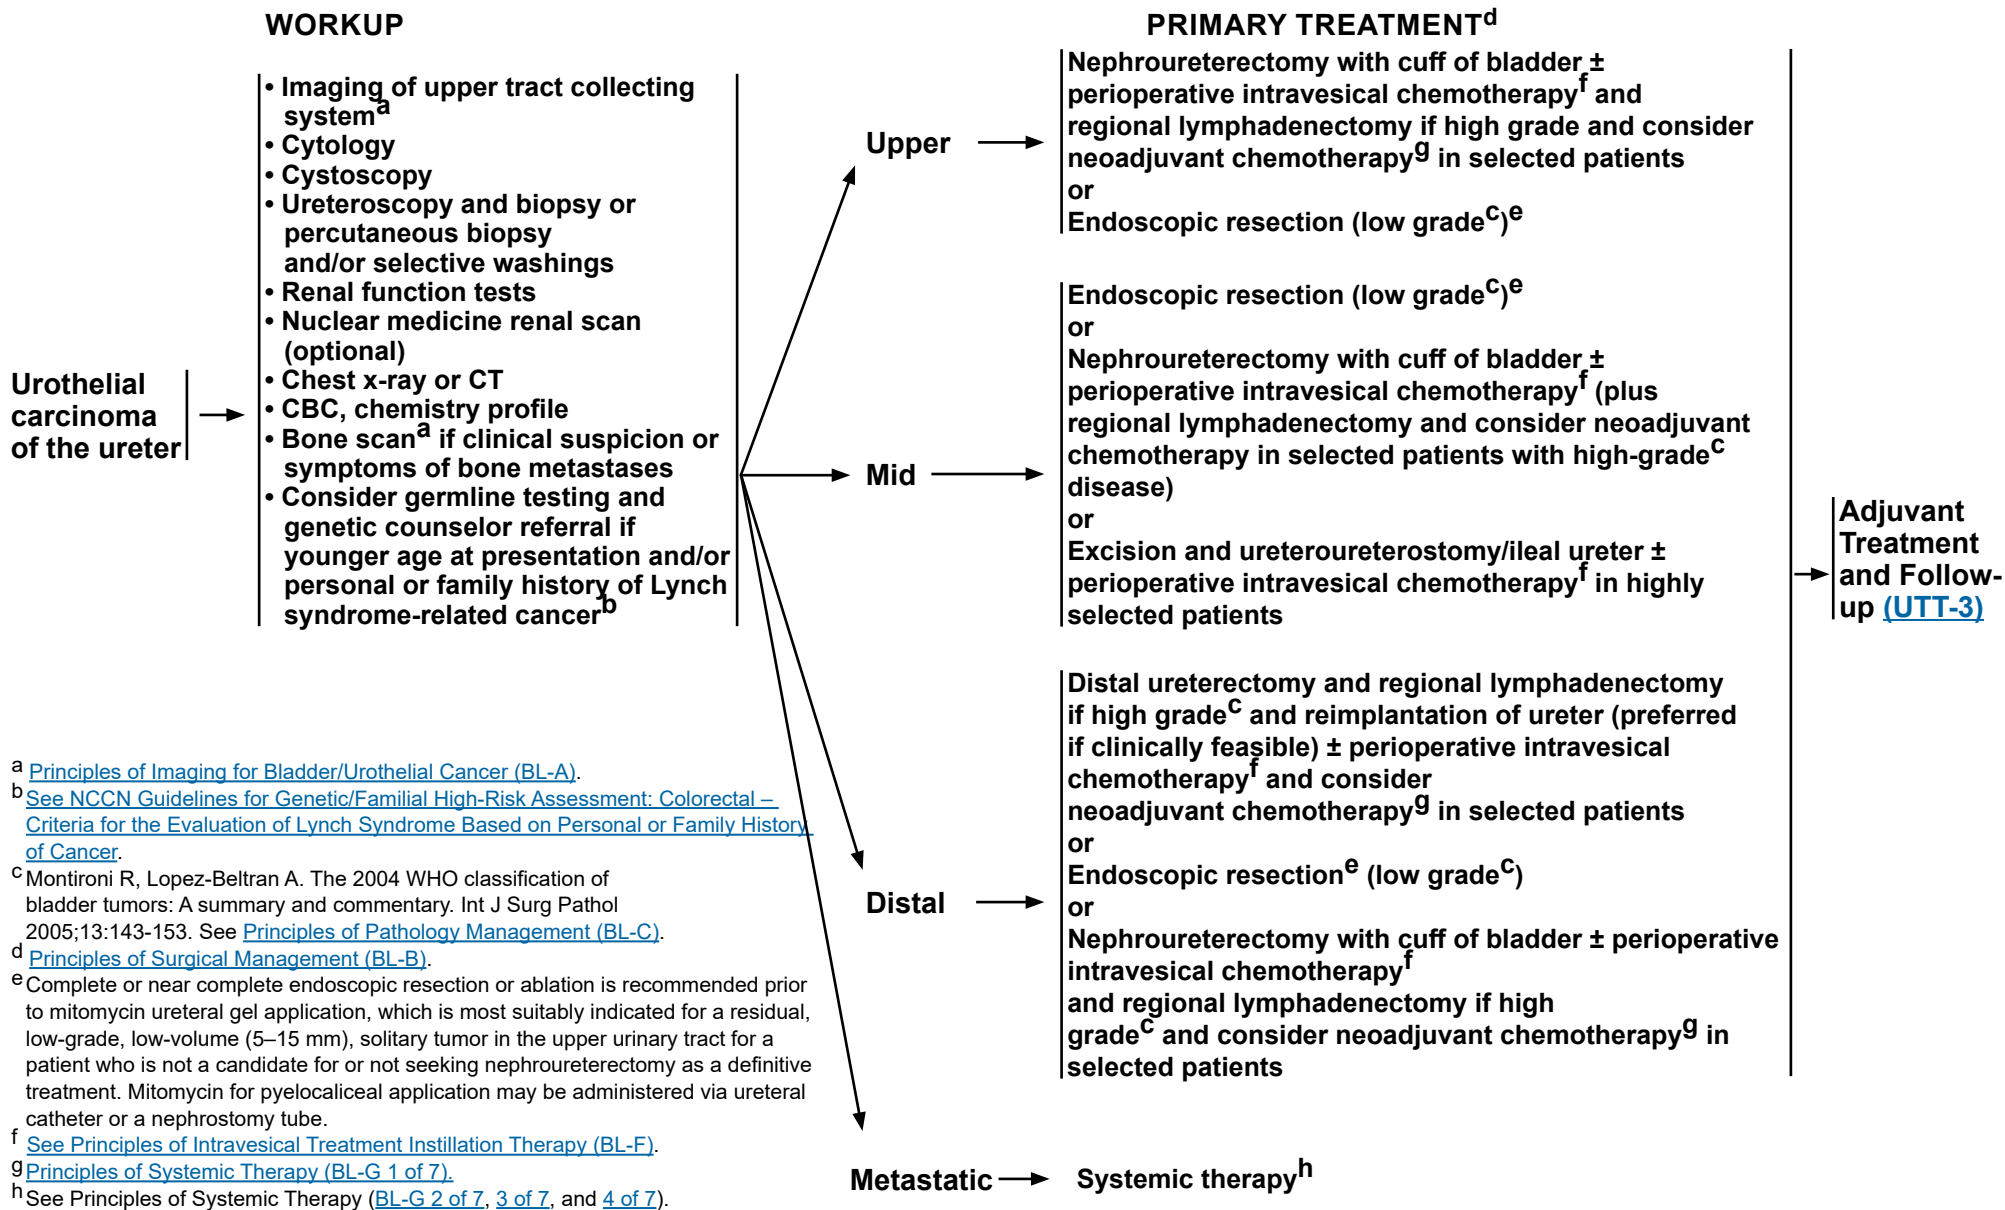 WORKUP
PRIMARY TREATMENTd
Urothelial
carcinoma
of the ureter
• Imaging of upper tract collecting
systema
• Cytology
• Cystoscopy
• Ureteroscopy and biopsy or
percutaneous biopsy
and/or selective washings
• Renal function tests
• Nuclear medicine renal scan
(optional)
• Chest x-ray or CT
• CBC, chemistry profile
• Bone scana if clinical suspicion or
symptoms of bone metastases
• Consider germline testing and
genetic counselor referral if
younger age at presentation and/or
personal or family history of Lynch
syndrome-related cancerb
Upper
Nephroureterectomy with cuff of bladder ±
perioperative intravesical chemotherapyf and
regional lymphadenectomy if high grade and consider
neoadjuvant chemotherapyg in selected patients
or
Endoscopic resection (low gradec)e
Mid
Endoscopic resection (low gradec)e
or
Nephroureterectomy with cuff of bladder ±
perioperative intravesical chemotherapyf (plus
regional lymphadenectomy and consider neoadjuvant
chemotherapy in selected patients with high-gradec
disease)
or
Excision and ureteroureterostomy/ileal ureter ±
perioperative intravesical chemotherapyf in highly
selected patients
Distal
Distal ureterectomy and regional lymphadenectomy
if high gradec and reimplantation of ureter (preferred
if clinically feasible) ± perioperative intravesical
chemotherapyf and consider
neoadjuvant chemotherapyg in selected patients
or
Endoscopic resectione (low gradec)
or
Nephroureterectomy with cuff of bladder ± perioperative
intravesical chemotherapyf
and regional lymphadenectomy if high
gradec and consider neoadjuvant chemotherapyg in
selected patients
Metastatic
Systemic therapyh
Adjuvant
Treatment
and Follow-
up (UTT-3)
a Principles of Imaging for Bladder/Urothelial Cancer (BL-A).
b See NCCN Guidelines for Genetic/Familial High-Risk Assessment: Colorectal –
Criteria for the Evaluation of Lynch Syndrome Based on Personal or Family History
of Cancer.
c Montironi R, Lopez-Beltran A. The 2004 WHO classification of
bladder tumors: A summary and commentary. Int J Surg Pathol
2005;13:143-153. See Principles of Pathology Management (BL-C).
d Principles of Surgical Management (BL-B).
e Complete or near complete endoscopic resection or ablation is recommended prior
to mitomycin ureteral gel application, which is most suitably indicated for a residual,
low-grade, low-volume (5–15 mm), solitary tumor in the upper urinary tract for a
patient who is not a candidate for or not seeking nephroureterectomy as a definitive
treatment. Mitomycin for pyelocaliceal application may be administered via ureteral
catheter or a nephrostomy tube.
f See Principles of Intravesical Treatment Instillation Therapy (BL-F).
g Principles of Systemic Therapy (BL-G 1 of 7).
h See Principles of Systemic Therapy (BL-G 2 of 7, 3 of 7, and 4 of 7).